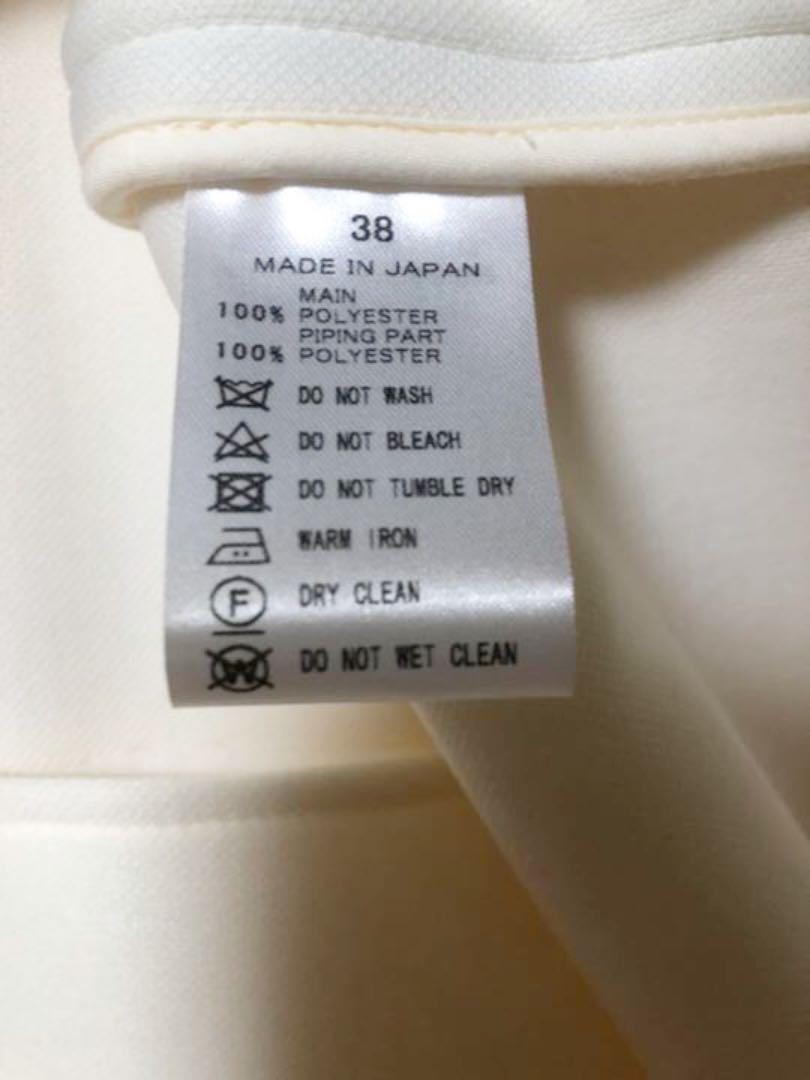 38
MADE IN JAPAN
MAIN
100% POLYESTER
PIPING PART
100% POLYESTER
DO NOT WASH
DO NOT BLEACH
DO NOT TUMBLE DRY
WARM IRON
F DRY CLEAN
W DO NOT WET CLEAN